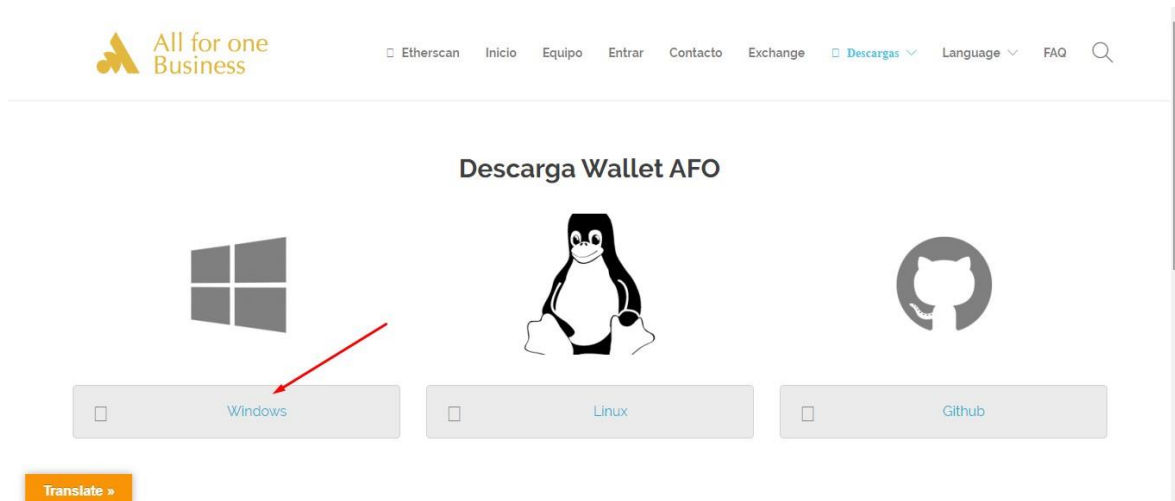 All for one
Business
Etherscan Inicio Equipo Entrar Contacto Exchange Descargas Language FAQ
Descarga Wallet AFO
Windows Linux Github
Translate »